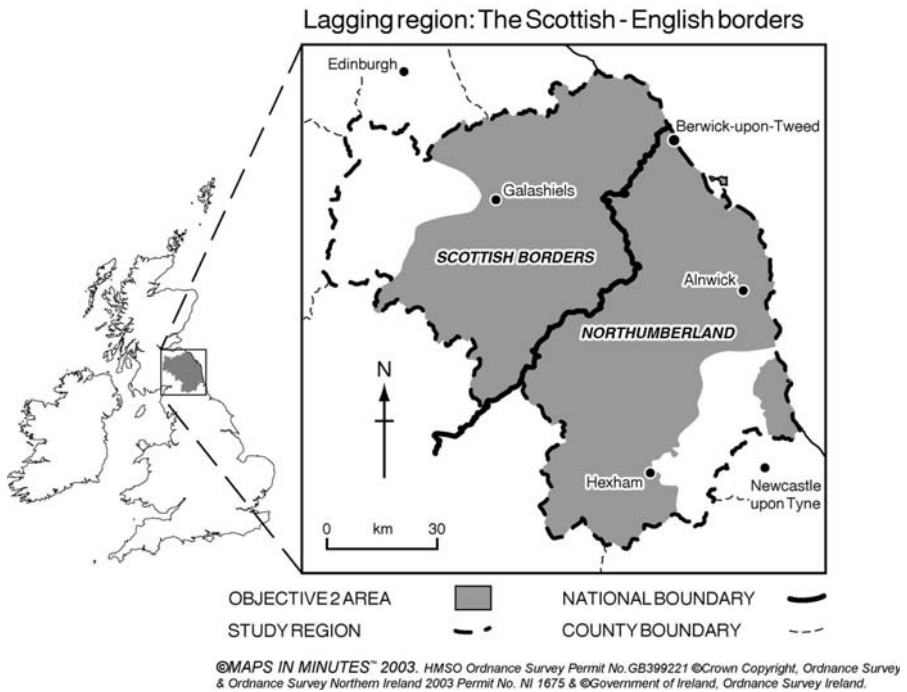 Lagging region: The Scottish - English borders
Edinburgh
Berwick-upon-Tweed
Galashiels
SCOTTISH BORDERS
Alnwick
NORTHUMBERLAND
N
Hexham
Newcastle
upon Tyne
0 km 30
OBJECTIVE 2 AREA
NATIONAL BOUNDARY
STUDY REGION
COUNTY BOUNDARY
©MAPS IN MINUTES™ 2003. HMSO Ordnance Survey Permit No.GB399221 ©Crown Copyright, Ordnance Survey
& Ordnance Survey Northern Ireland 2003 Permit No. NI 1675 & ©Government of Ireland, Ordnance Survey Ireland.